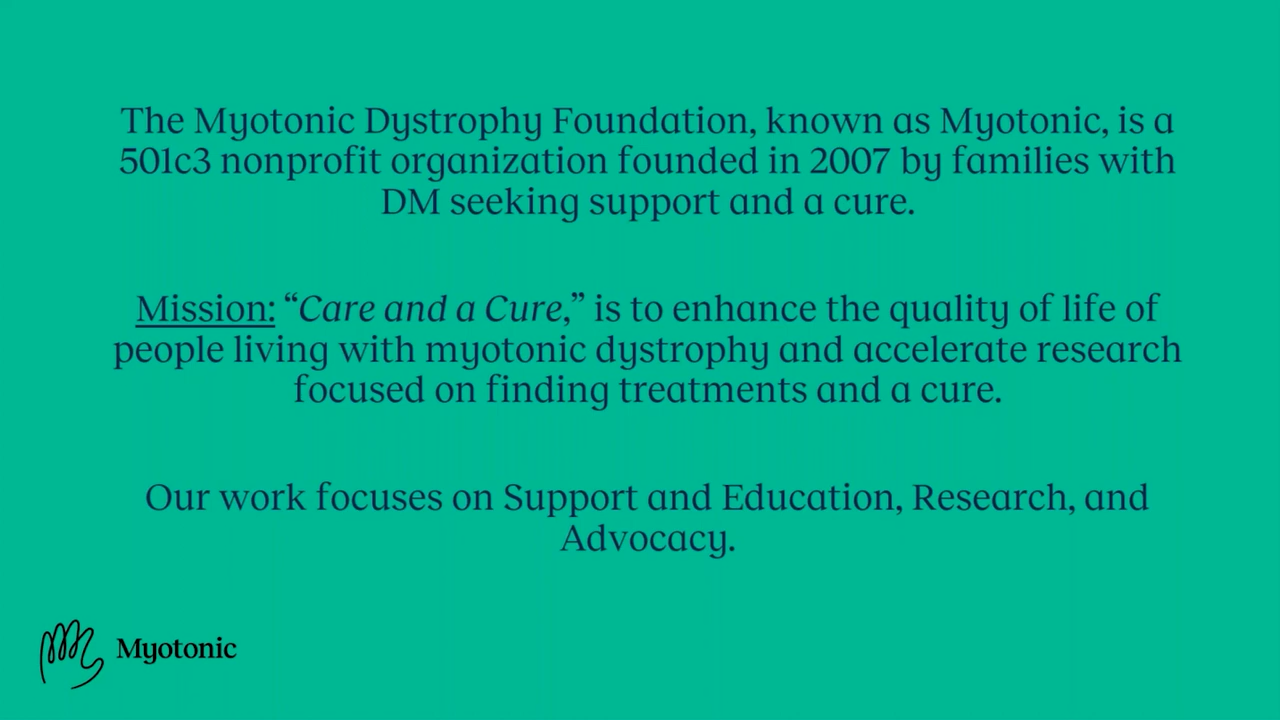 The Myotonic Dystrophy Foundation, known as Myotonic, is a
501c3 nonprofit organization founded in 2007 by families with
DM seeking support and a cure.
Mission: “Care and a Cure,” is to enhance the quality of life of
people living with myotonic dystrophy and accelerate research
focused on finding treatments and a cure.
Our work focuses on Support and Education, Research, and
Advocacy.
Myotonic